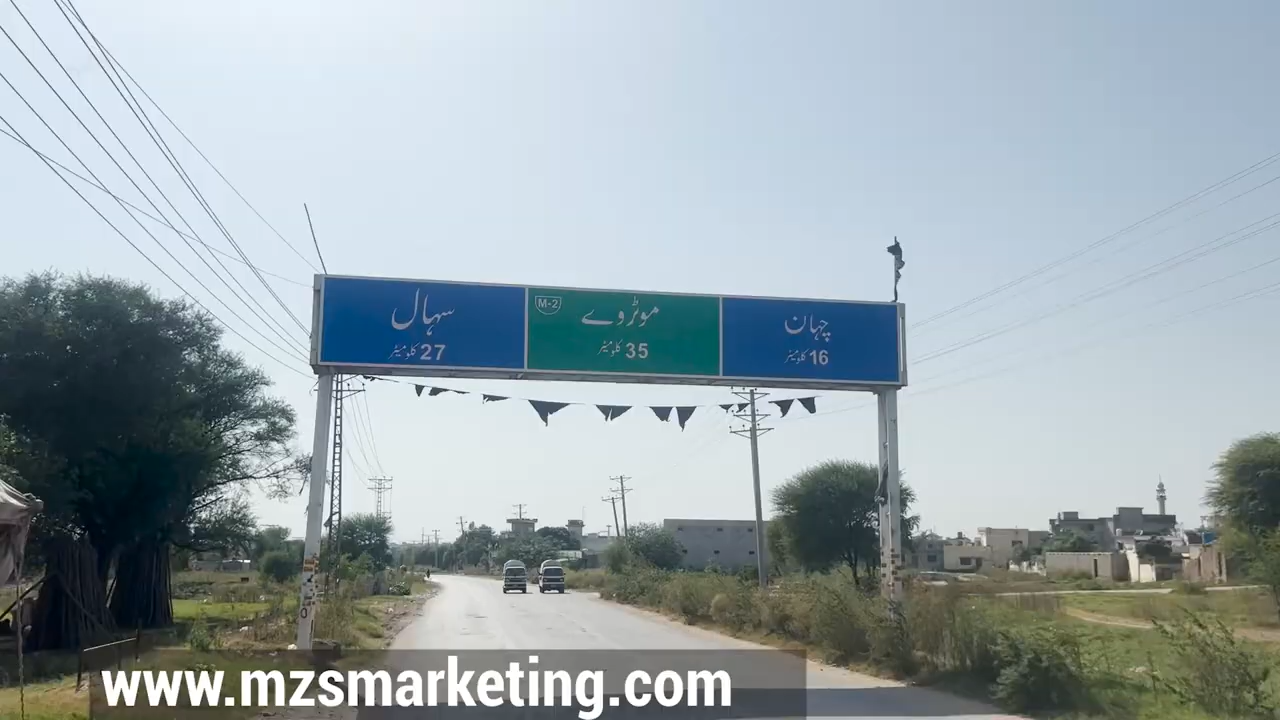 سہال
27 کلومیٹر
M-2
موٹروے
35 کلومیٹر
چہان
16 کلومیٹر
www.mzsmarketing.com